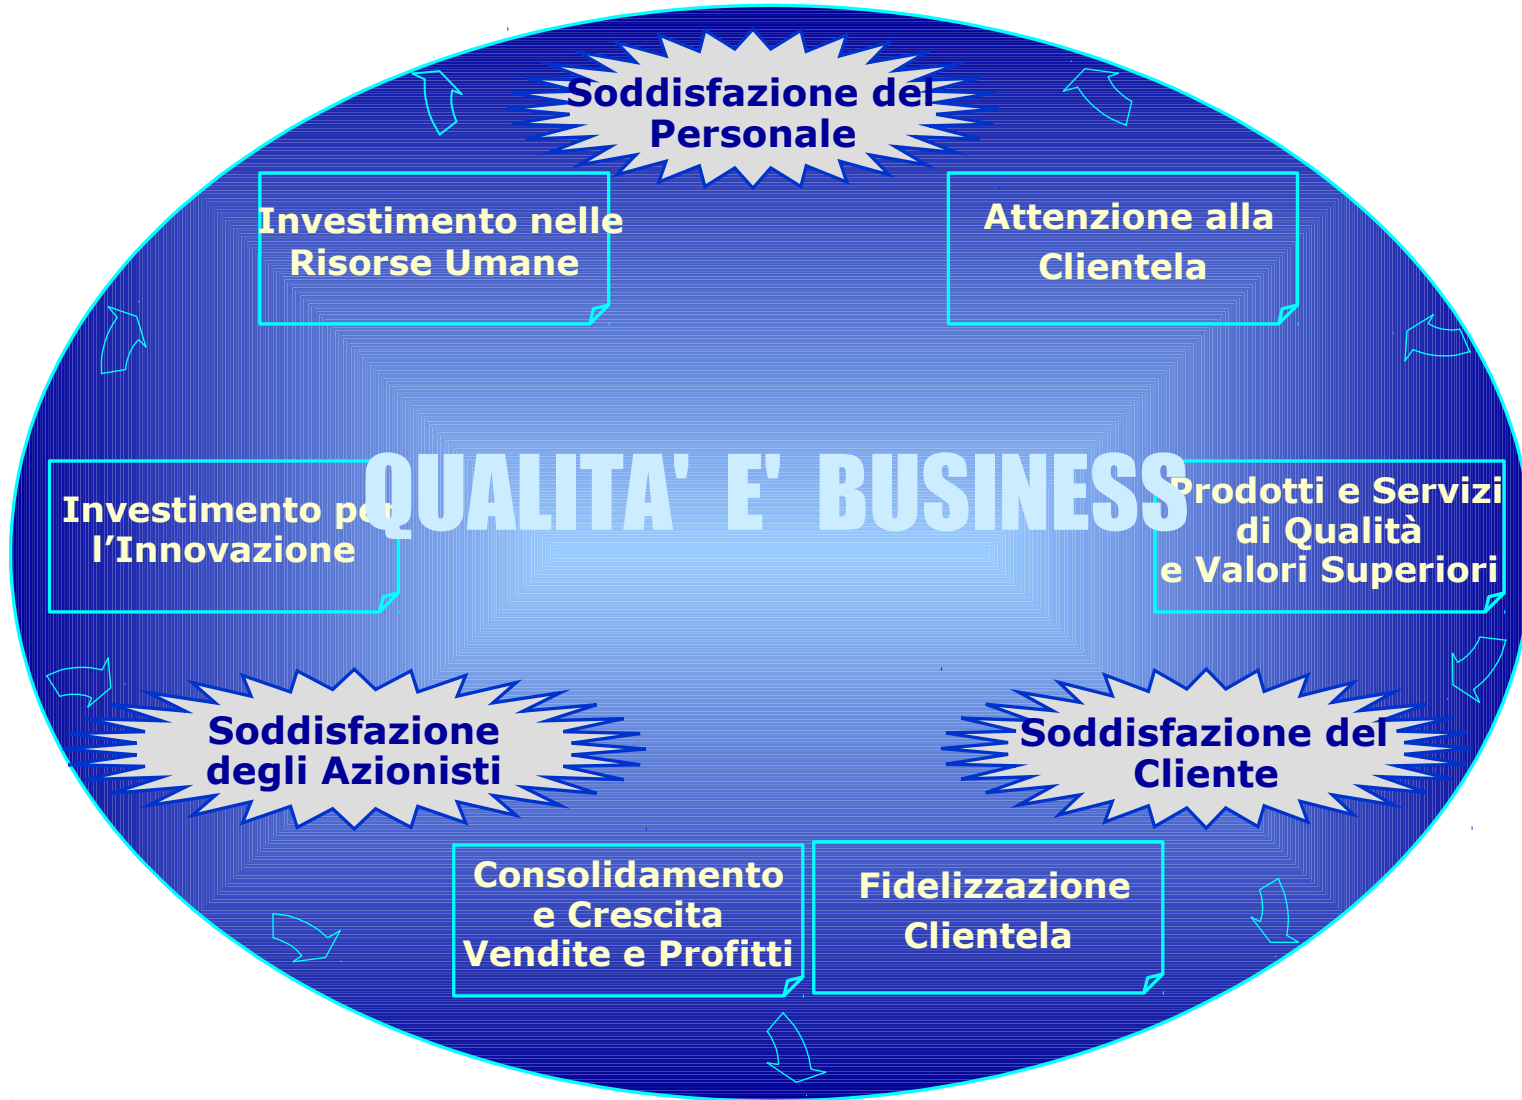 Soddisfazione del
Personale
Investimento nelle
Risorse Umane
Attenzione alla
Clientela
QUALITA' E' BUSINESS
Investimento per
l’Innovazione
Prodotti e Servizi
di Qualità
e Valori Superiori
Soddisfazione
degli Azionisti
Soddisfazione del
Cliente
Consolidamento
e Crescita
Vendite e Profitti
Fidelizzazione
Clientela